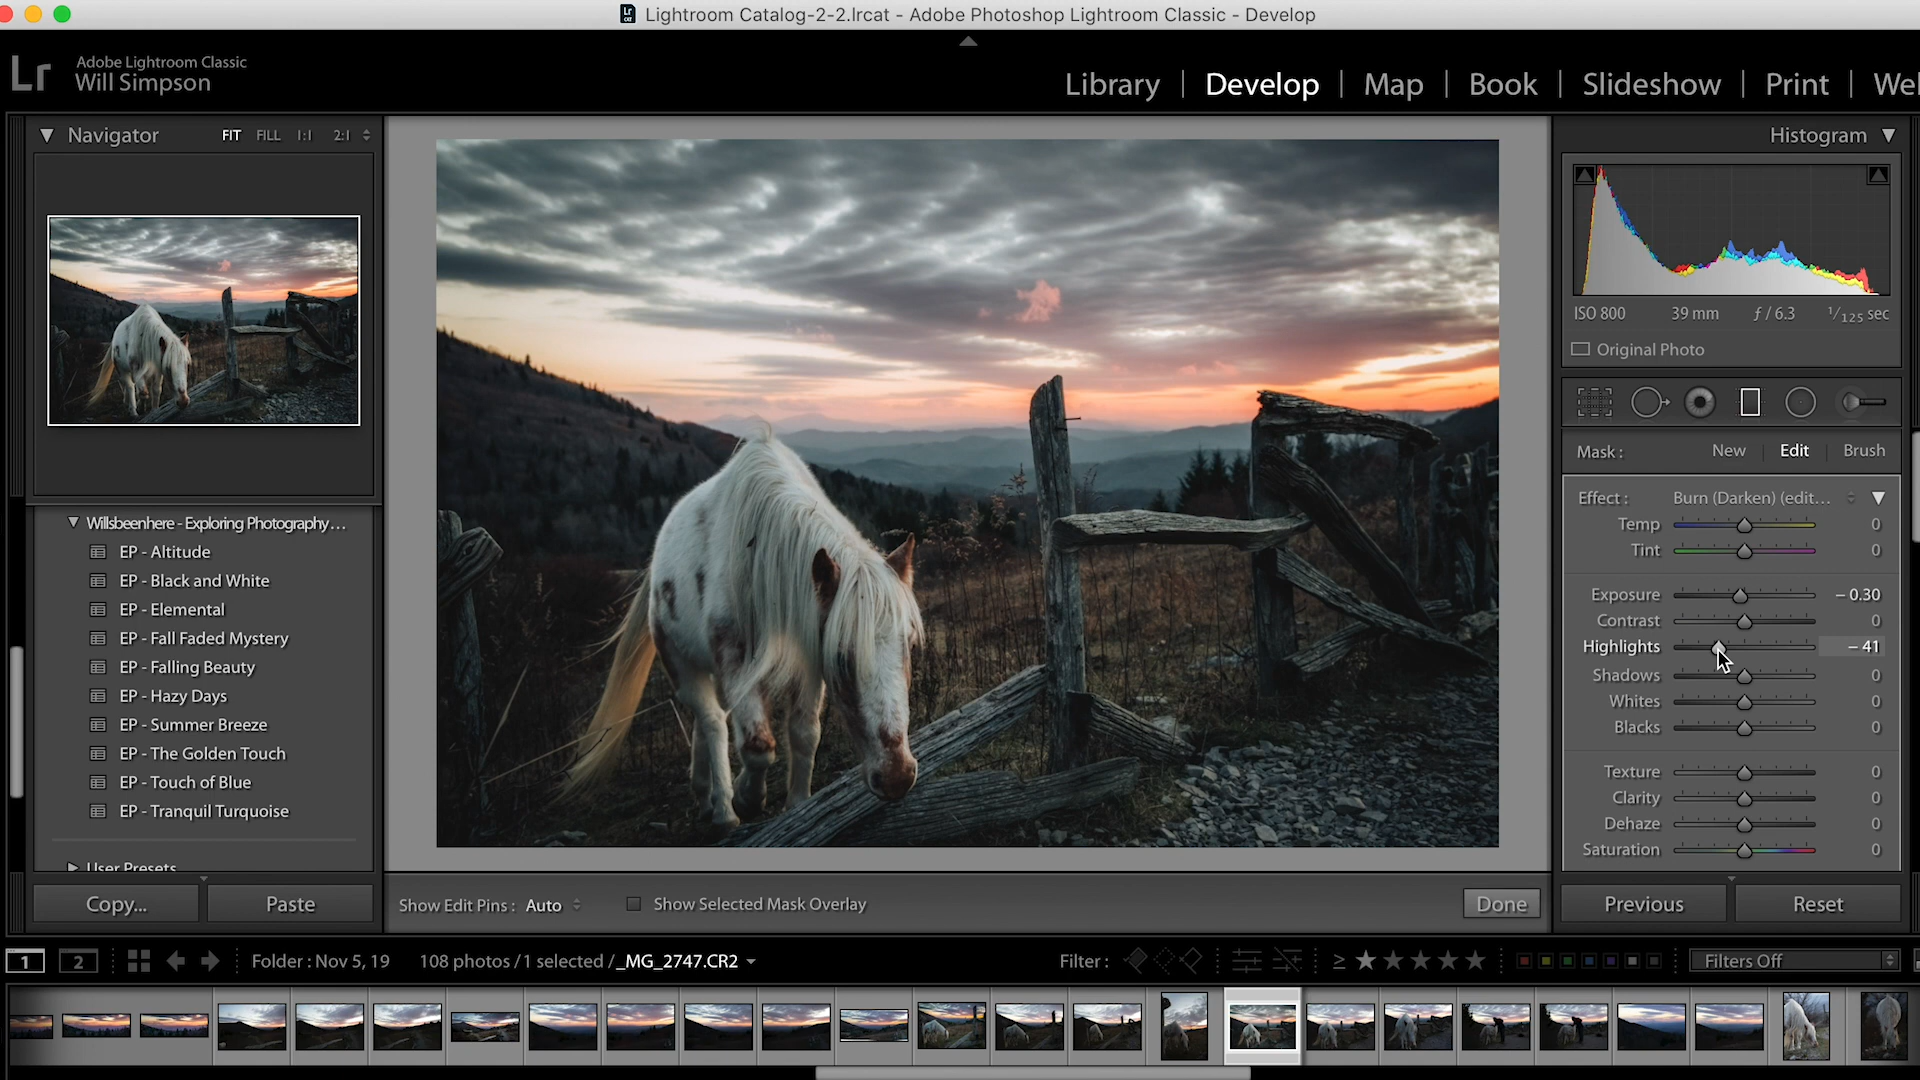 Lightroom Catalog-2-2.lrcat - Adobe Photoshop Lightroom Classic - Develop
Lr
Adobe Lightroom Classic
Will Simpson
Library | Develop | Map | Book | Slideshow | Print | We
Navigator FIT FILL 1:1 2:1
Histogram
ISO 800 39 mm ƒ / 6.3 1/125 sec
Original Photo
Mask : New Edit Brush
Effect : Burn (Darken) (edit...
Temp 0
Tint 0
Exposure – 0.30
Contrast 0
Highlights – 41
Shadows 0
Whites 0
Blacks 0
Texture 0
Clarity 0
Dehaze 0
Saturation 0
Willsbeenhere - Exploring Photography...
EP - Altitude
EP - Black and White
EP - Elemental
EP - Fall Faded Mystery
EP - Falling Beauty
EP - Hazy Days
EP - Summer Breeze
EP - The Golden Touch
EP - Touch of Blue
EP - Tranquil Turquoise
User Presets
Copy... Paste
Show Edit Pins : Auto Show Selected Mask Overlay Done
Previous Reset
1 2 Folder : Nov 5, 19 108 photos / 1 selected / _MG_2747.CR2 Filter : ≥ Filters Off